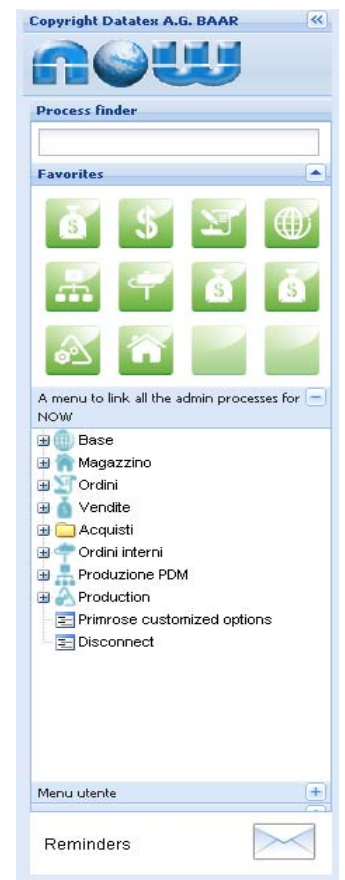 Copyright Datatex A.G. BAAR
now
Process finder
Favorites
A menu to link all the admin processes for
NOW
Base
Magazzino
Ordini
Vendite
Acquisti
Ordini interni
Produzione PDM
Production
Primrose customized options
Disconnect
Menu utente
Reminders